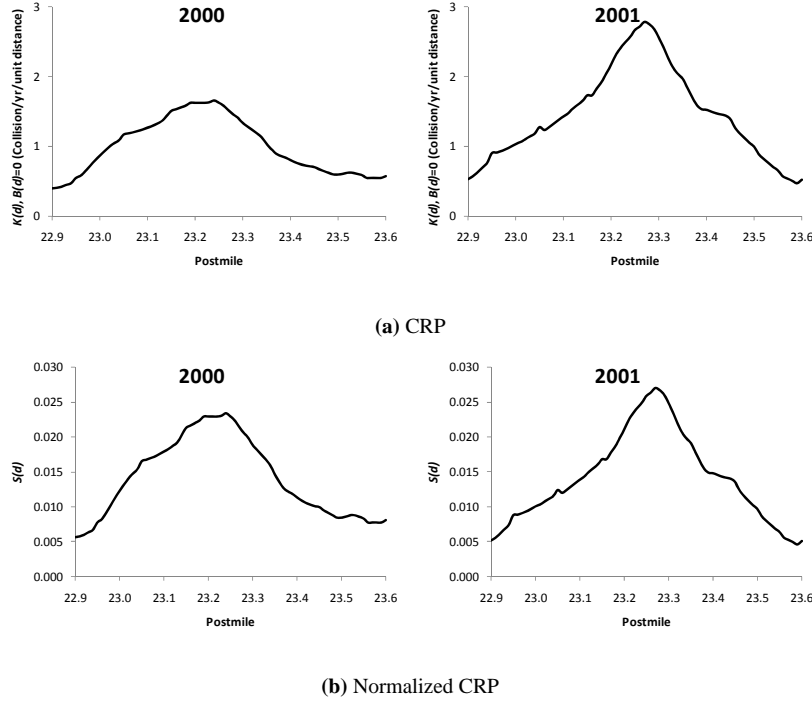 2000
K(d), B(d)=0 (Collision/yr/unit distance)
3
2
1
0
22.9 23.0 23.1 23.2 23.3 23.4 23.5 23.6
Postmile
2001
K(d), B(d)=0 (Collision/yr/unit distance)
3
2
1
0
22.9 23.0 23.1 23.2 23.3 23.4 23.5 23.6
Postmile
(a) CRP
2000
S(d)
0.030
0.025
0.020
0.015
0.010
0.005
0.000
22.9 23.0 23.1 23.2 23.3 23.4 23.5 23.6
Postmile
2001
S(d)
0.030
0.025
0.020
0.015
0.010
0.005
0.000
22.9 23.0 23.1 23.2 23.3 23.4 23.5 23.6
Postmile
(b) Normalized CRP